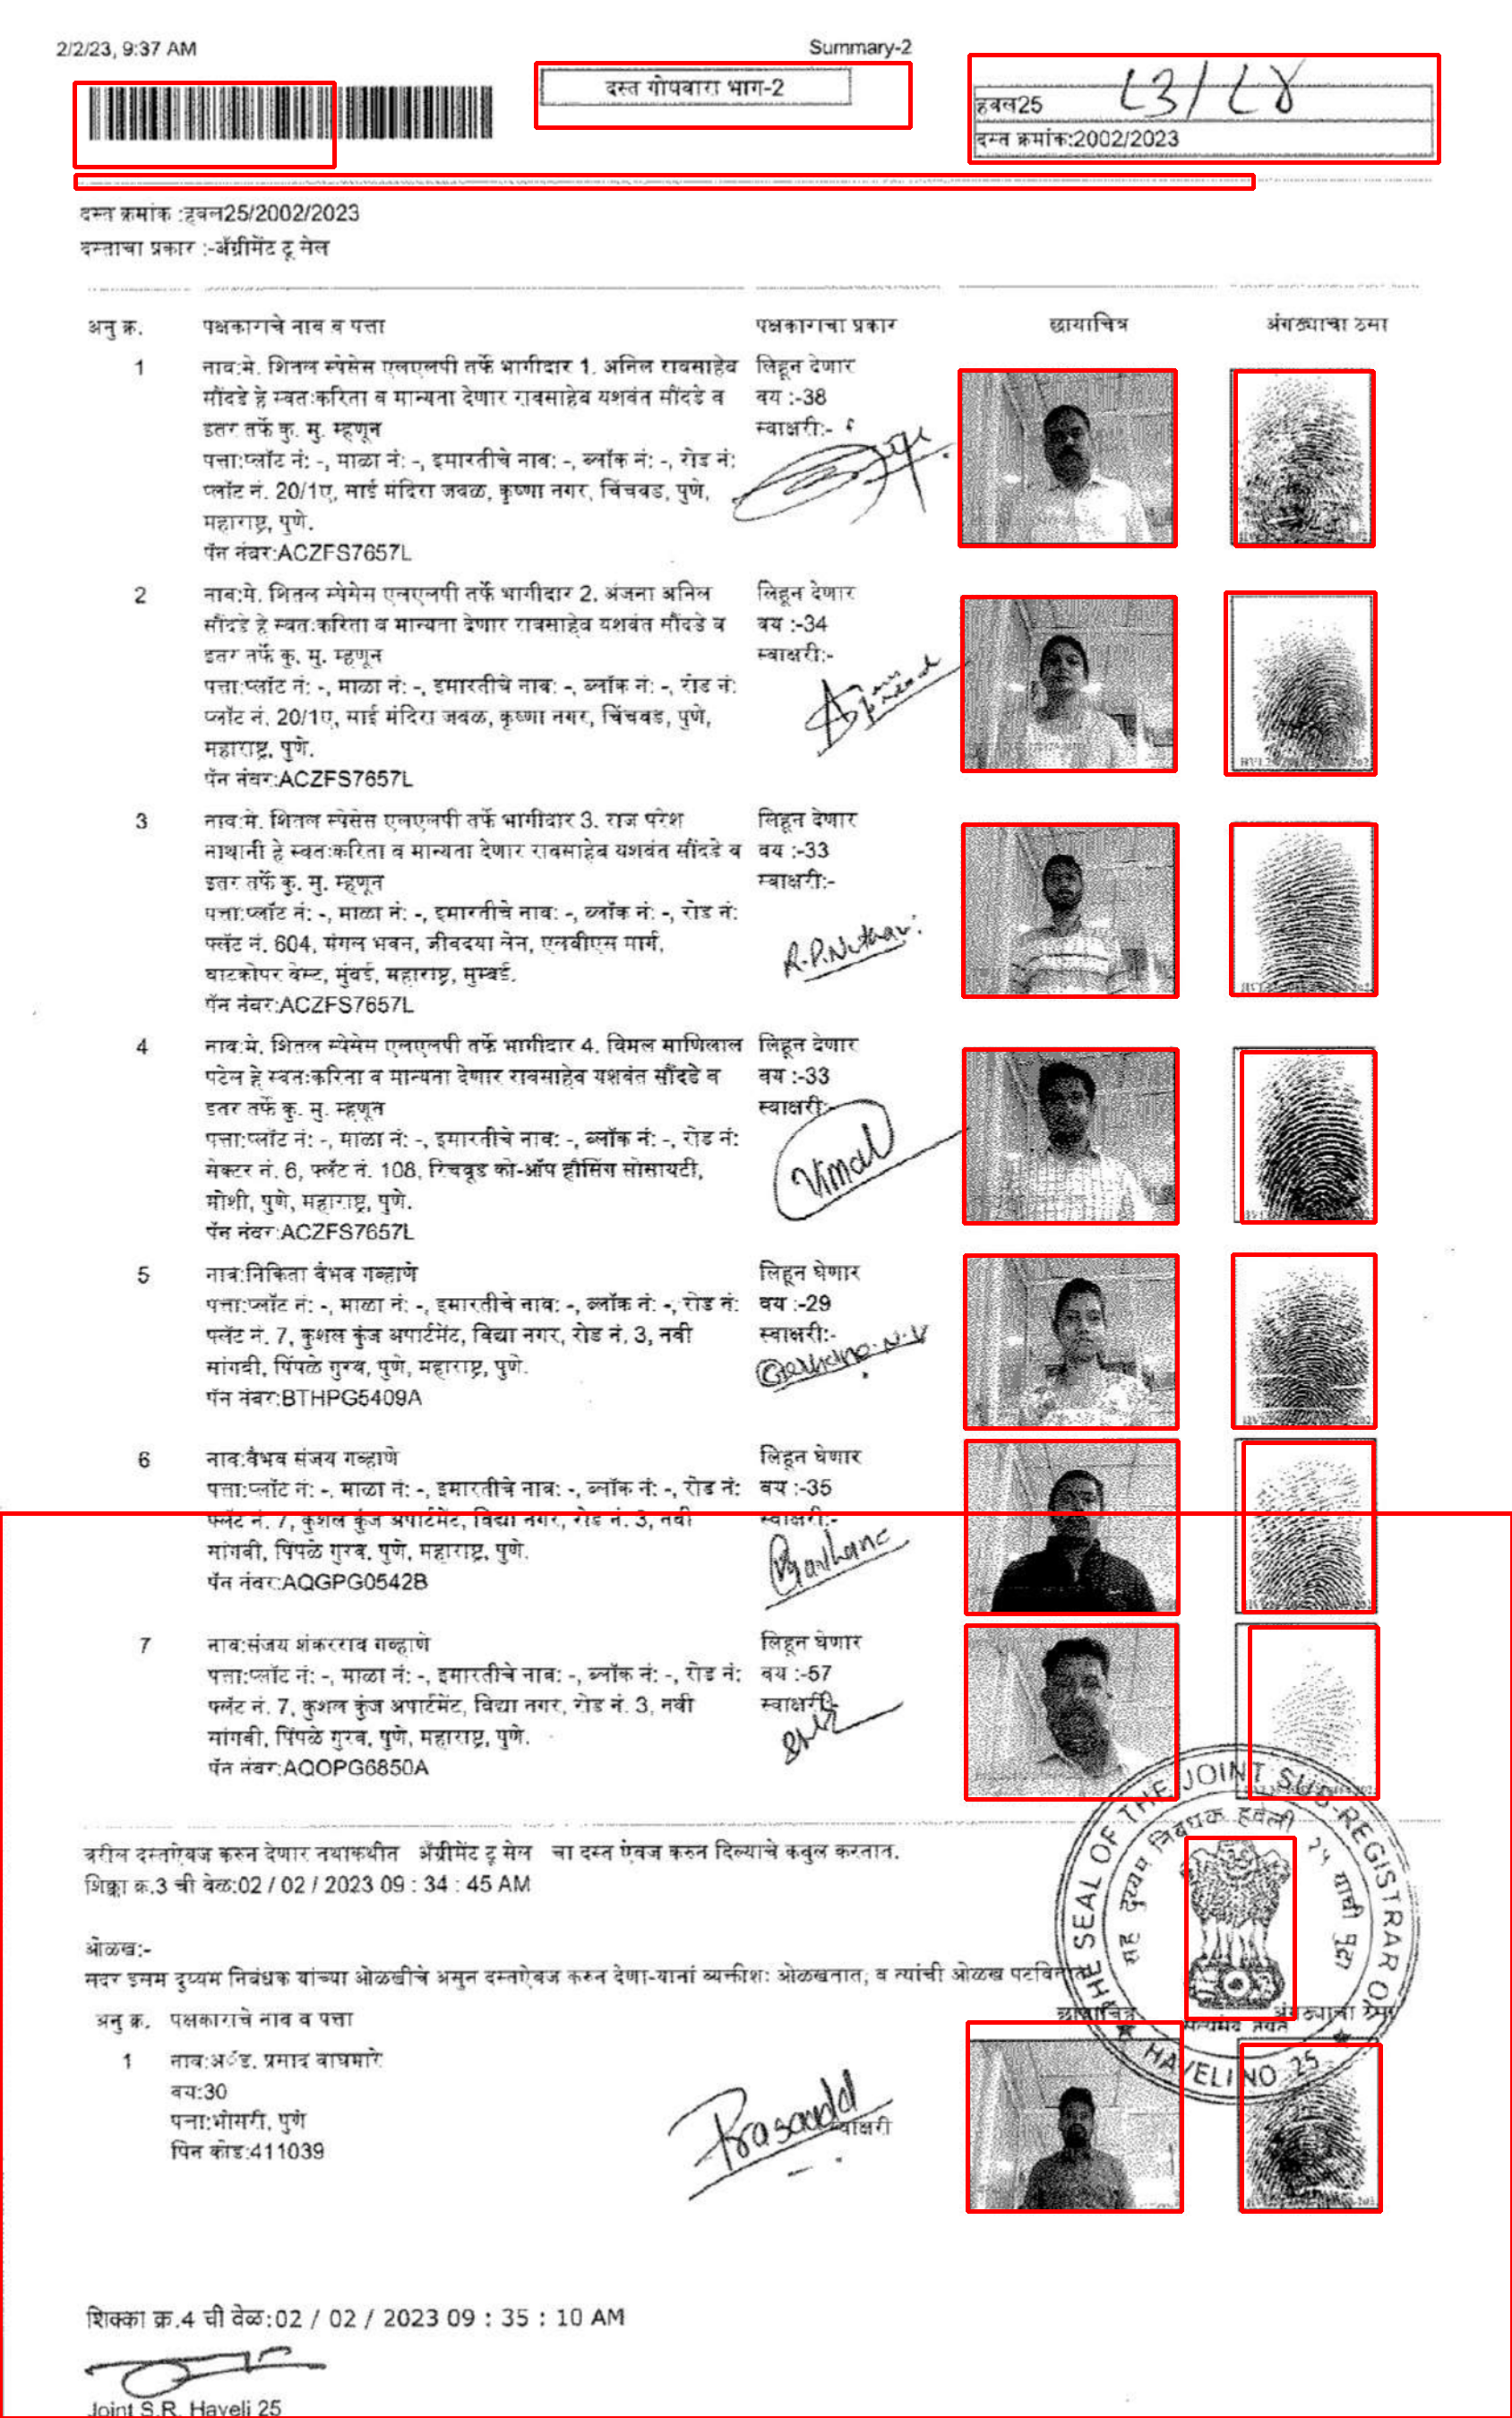 2/2/23, 9:37 AM
Summary-2
दस्त गोषवारा भाग-2
हवल25
दस्त क्रमांक:2002/2023
दस्त क्रमांक :हवल25/2002/2023
दस्ताचा प्रकार :-अ‍ॅग्रीमेंट टू सेल
अनु क्र. पक्षकाराचे नाव व पत्ता पक्षकाराचा प्रकार छायाचित्र अंगठ्याचा ठसा
1 नाव:मे. शितल स्पेसेस एलएलपी तर्फे भागीदार 1. अनिल रावसाहेब लिहून देणार
सौंदडे हे स्वतःकरिता व मान्यता देणार रावसाहेब यशवंत सौंदडे व वय :-38
इतर तर्फे कु. मु. म्हणून स्वाक्षरी:-
पत्ता:प्लॉट नं: -, माळा नं: -, इमारतीचे नाव: -, ब्लॉक नं: -, रोड नं:
प्लॉट नं. 20/1ए, साई मंदिरा जवळ, कृष्णा नगर, चिंचवड, पुणे,
महाराष्ट्र, पुणे.
पॅन नंबर:ACZFS7657L
2 नाव:मे. शितल स्पेसेस एलएलपी तर्फे भागीदार 2. अंजना अनिल लिहून देणार
सौंदडे हे स्वतःकरिता व मान्यता देणार रावसाहेब यशवंत सौंदडे व वय :-34
इतर तर्फे कु. मु. म्हणून स्वाक्षरी:-
पत्ता:प्लॉट नं: -, माळा नं: -, इमारतीचे नाव: -, ब्लॉक नं: -, रोड नं:
प्लॉट नं. 20/1ए, साई मंदिरा जवळ, कृष्णा नगर, चिंचवड, पुणे,
महाराष्ट्र, पुणे.
पॅन नंबर:ACZFS7657L
3 नाव:मे. शितल स्पेसेस एलएलपी तर्फे भागीदार 3. राज परेश लिहून देणार
नाथानी हे स्वतःकरिता व मान्यता देणार रावसाहेब यशवंत सौंदडे व वय :-33
इतर तर्फे कु. मु. म्हणून स्वाक्षरी:-
पत्ता:प्लॉट नं: -, माळा नं: -, इमारतीचे नाव: -, ब्लॉक नं: -, रोड नं:
फ्लॅट नं. 604, मंगल भवन, जीवदया लेन, एलबीएस मार्ग,
घाटकोपर वेस्ट, मुंबई, महाराष्ट्र, मुम्बई.
R.P.Nathani
पॅन नंबर:ACZFS7657L
4 नाव:मे. शितल स्पेसेस एलएलपी तर्फे भागीदार 4. विमल माणिलाल लिहून देणार
पटेल हे स्वतःकरिता व मान्यता देणार रावसाहेब यशवंत सौंदडे व वय :-33
इतर तर्फे कु. मु. म्हणून स्वाक्षरी:-
पत्ता:प्लॉट नं: -, माळा नं: -, इमारतीचे नाव: -, ब्लॉक नं: -, रोड नं:
सेक्टर नं. 6, फ्लॅट नं. 108, रिचवूड को-ऑप हौसिंग सोसायटी,
Vimal
मोशी, पुणे, महाराष्ट्र, पुणे.
पॅन नंबर:ACZFS7657L
5 नाव:निकिता वैभव गव्हाणे लिहून घेणार
पत्ता:प्लॉट नं: -, माळा नं: -, इमारतीचे नाव: -, ब्लॉक नं: -, रोड नं: वय :-29
फ्लॅट नं. 7, कुशल कुंज अपार्टमेंट, विद्या नगर, रोड नं. 3, नवी स्वाक्षरी:-
सांगवी, पिंपळे गुरव, पुणे, महाराष्ट्र, पुणे. Gavhane.N.V
पॅन नंबर:BTHPG5409A
6 नाव:वैभव संजय गव्हाणे लिहून घेणार
पत्ता:प्लॉट नं: -, माळा नं: -, इमारतीचे नाव: -, ब्लॉक नं: -, रोड नं: वय :-35
फ्लॅट नं. 7, कुशल कुंज अपार्टमेंट, विद्या नगर, रोड नं. 3, नवी स्वाक्षरी:-
सांगवी, पिंपळे गुरव, पुणे, महाराष्ट्र, पुणे.
पॅन नंबर:AQGPG0542B
7 नाव:संजय शंकरराव गव्हाणे लिहून घेणार
पत्ता:प्लॉट नं: -, माळा नं: -, इमारतीचे नाव: -, ब्लॉक नं: -, रोड नं: वय :-57
फ्लॅट नं. 7, कुशल कुंज अपार्टमेंट, विद्या नगर, रोड नं. 3, नवी स्वाक्षरी:-
सांगवी, पिंपळे गुरव, पुणे, महाराष्ट्र, पुणे.
पॅन नंबर:AQOPG6850A
THE SEAL OF THE JOINT SUB-REGISTRAR O,
HAVELI NO 25
सह दुय्यम निबंधक हवेली २५ यांची मुद्रा
सत्यमेव जयते
वरील दस्तऐवज करुन देणार तथाकथीत अ‍ॅग्रीमेंट टू सेल चा दस्त ऐवज करुन दिल्याचे कबुल करतात.
शिक्का क्र.3 ची वेळ:02 / 02 / 2023 09 : 34 : 45 AM
ओळख:-
सदर इसम दुय्यम निबंधक यांच्या ओळखीचे असुन दस्तऐवज करुन देणा-यानां व्यक्तीशः ओळखतात, व त्यांची ओळख पटवितात
अनु क्र. पक्षकाराचे नाव व पत्ता छायाचित्र अंगठ्याचा ठसा
1 नाव:अ‍ॅड. प्रसाद वाघमारे
वय:30
पत्ता:भोसरी, पुणे स्वाक्षरी
पिन कोड:411039
शिक्का क्र.4 ची वेळ:02 / 02 / 2023 09 : 35 : 10 AM
Joint S.R. Haveli 25